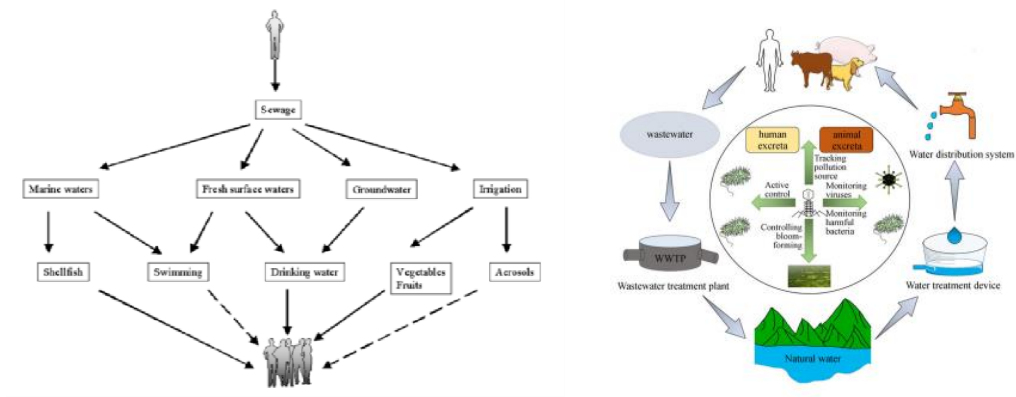 Sewage
Marine waters
Fresh surface waters
Groundwater
Irrigation
Shellfish
Swimming
Drinking water
Vegetables
Fruits
Aerosols
wastewater
human
excreta
animal
excreta
Water distribution system
Tracking
pollution
source
Active
control
Monitoring
viruses
Monitoring
harmful
bacteria
Controlling
bloom-
forming
WWTP
Wastewater treatment plant
Water treatment device
Natural water